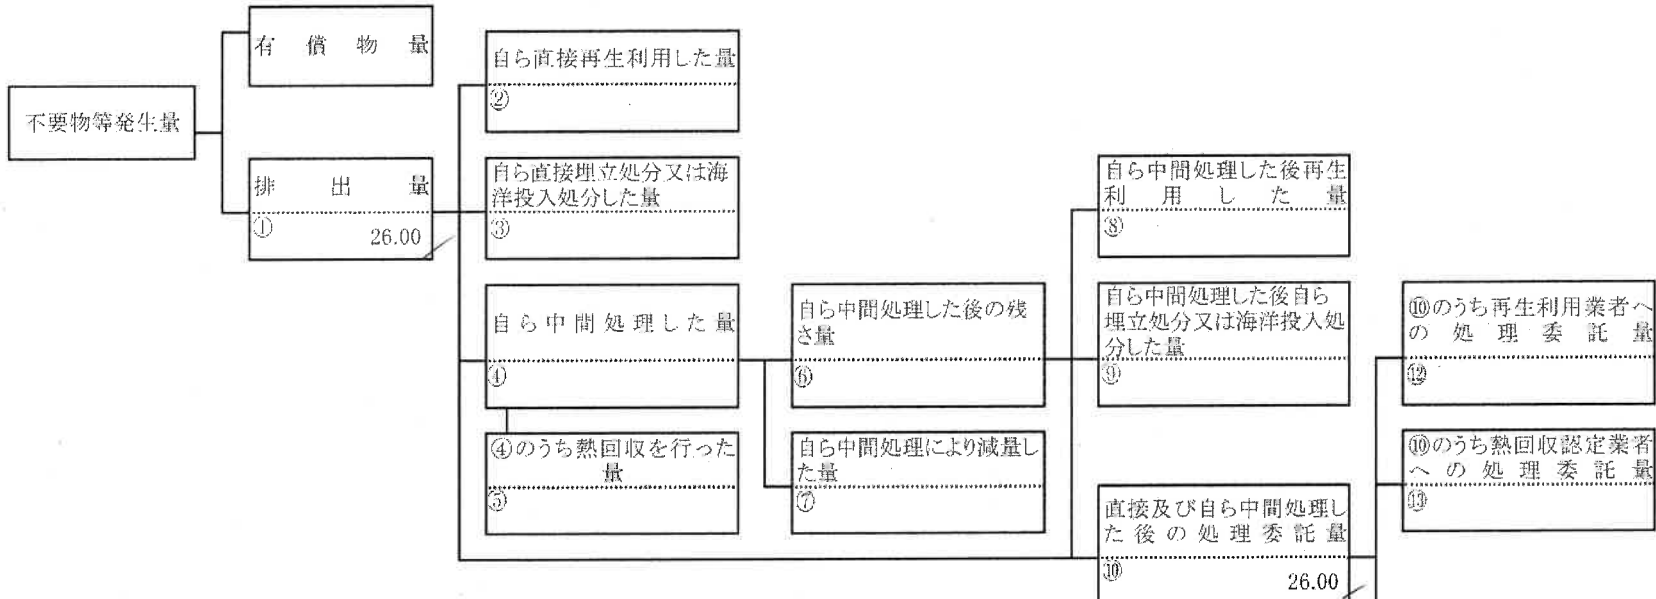 不要物等発生量
有償物量
排出量
①
26.00
自ら直接再生利用した量
②
自ら直接埋立処分又は海
洋投入処分した量
③
自ら中間処理した量
④
④のうち熱回収を行った
量
⑤
自ら中間処理した後の残
さ量
⑥
自ら中間処理により減量し
た量
⑦
自ら中間処理した後再生
利用した量
⑧
自ら中間処理した後自ら
埋立処分又は海洋投入処
分した量
⑨
直接及び自ら中間処理し
た後の処理委託量
⑩
26.00
⑩のうち再生利用業者へ
の処理委託量
⑫
⑩のうち熱回収認定業者
への処理委託量
⑬